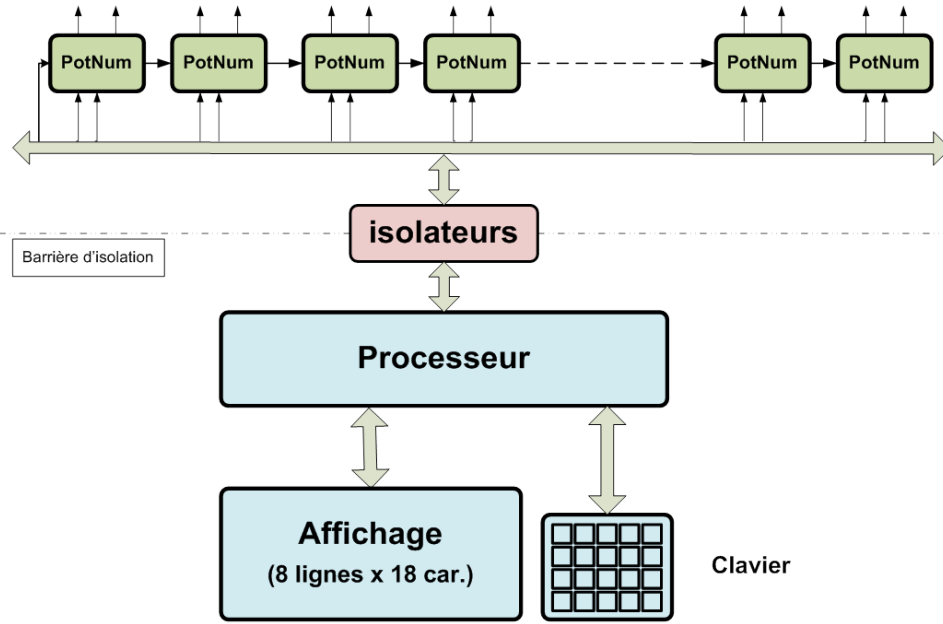 PotNum PotNum PotNum PotNum PotNum PotNum
isolateurs
Barrière d'isolation
Processeur
Affichage
(8 lignes x 18 car.)
Clavier